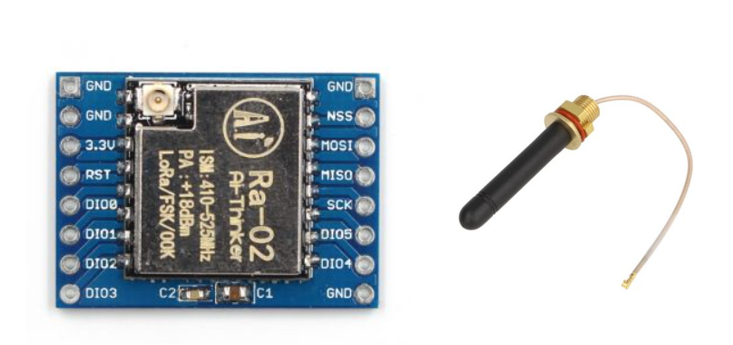 GND
GND
3.3V
RST
DIO0
DIO1
DIO2
DIO3
Ai
Ra-02
Ai-Thinker
ISM:410-525MHz
PA:+18dBm
LoRa/FSK/OOK
C2
C1
GND
NSS
MOSI
MISO
SCK
DIO5
DIO4
GND